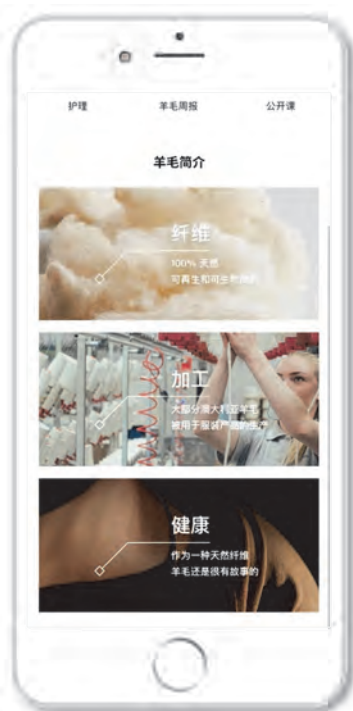 护理 羊毛周报 公开课
羊毛简介
纤维
100% 天然
可再生和可生物降解
加工
大部分澳大利亚羊毛
被用于服装产品的生产
健康
作为一种天然纤维
羊毛还是很有故事的